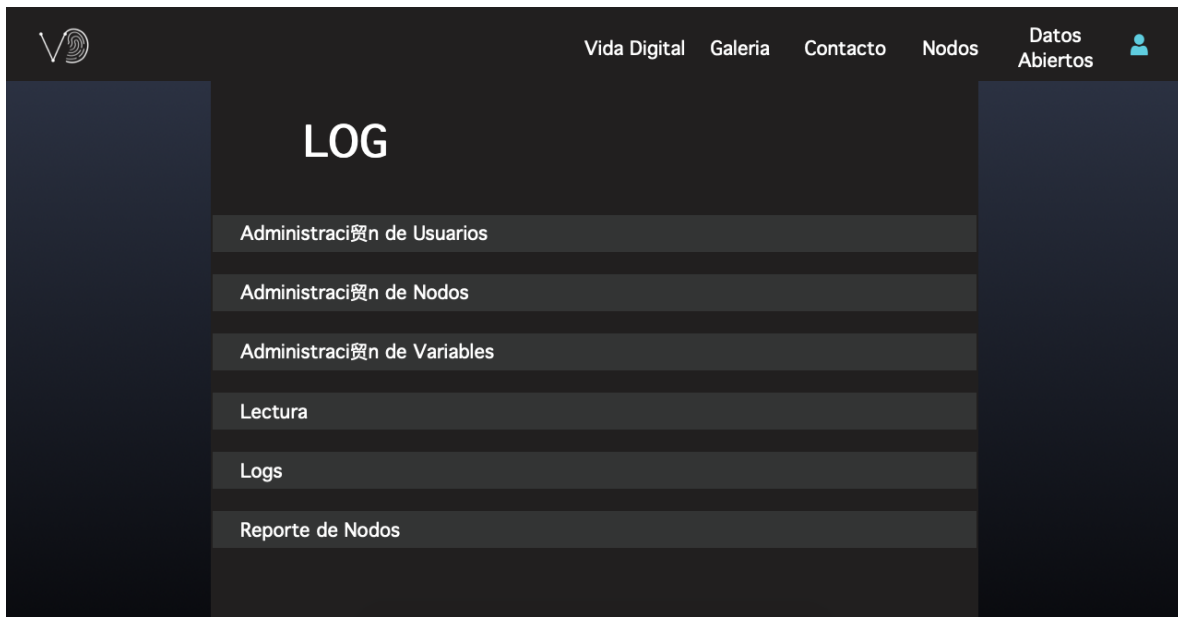 Vida Digital Galeria Contacto Nodos Datos Abiertos
LOG
Administraci贸n de Usuarios
Administraci贸n de Nodos
Administraci贸n de Variables
Lectura
Logs
Reporte de Nodos